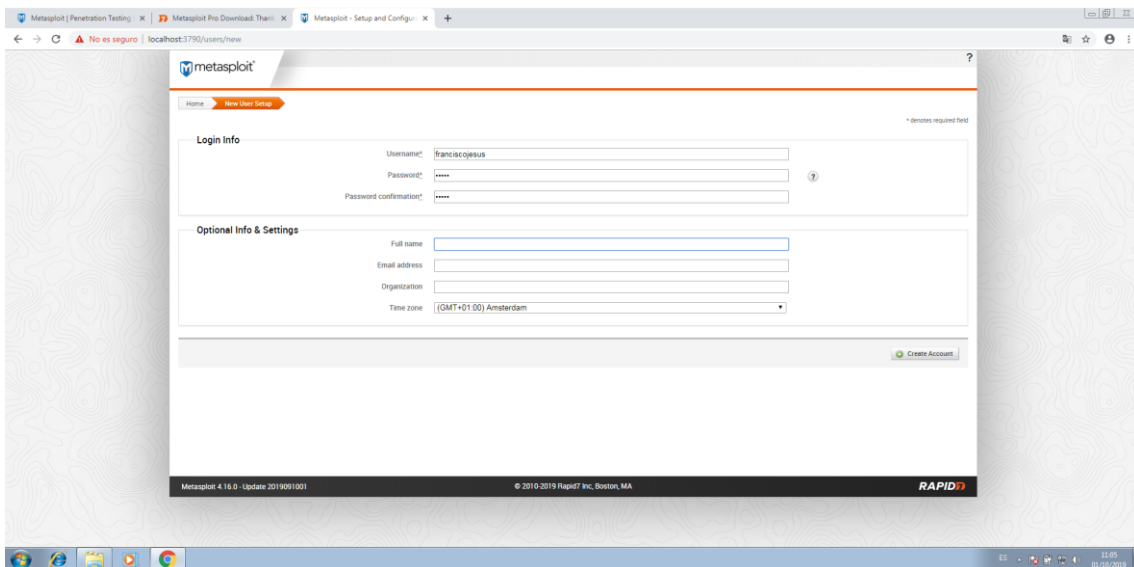 Metasploit | Penetration Testing
Metasploit Pro Download: Thank
Metasploit - Setup and Configur
No es seguro | localhost:3790/users/new
metasploit
?
Home
New User Setup
* denotes required field
Login Info
Username*
franciscojesus
Password*
•••••
?
Password confirmation*
•••••
Optional Info & Settings
Full name
Email address
Organization
Time zone
(GMT+01:00) Amsterdam
Create Account
Metasploit 4.16.0 - Update 2019091001
© 2010-2019 Rapid7 Inc, Boston, MA
RAPID7
ES
11:05
01/10/2019